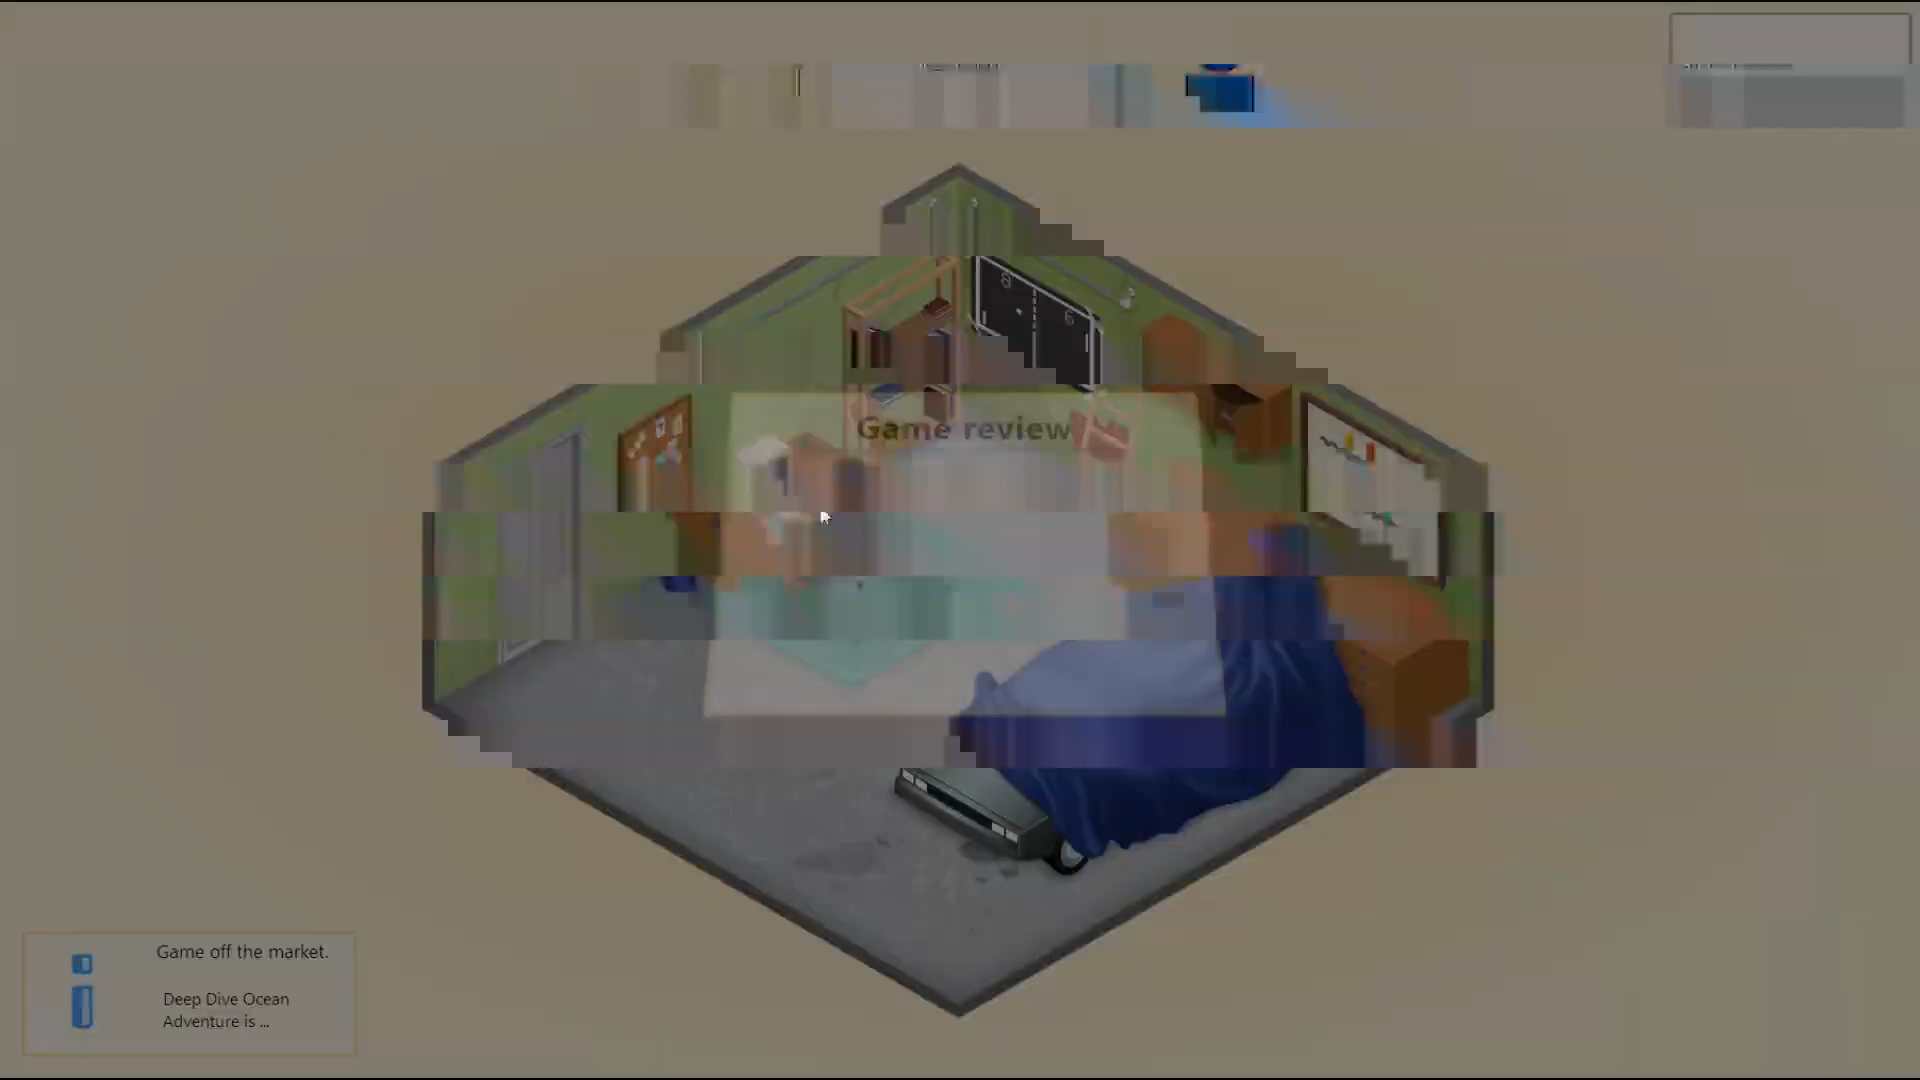 Game review
Game off the market.
Deep Dive Ocean
Adventure is ...